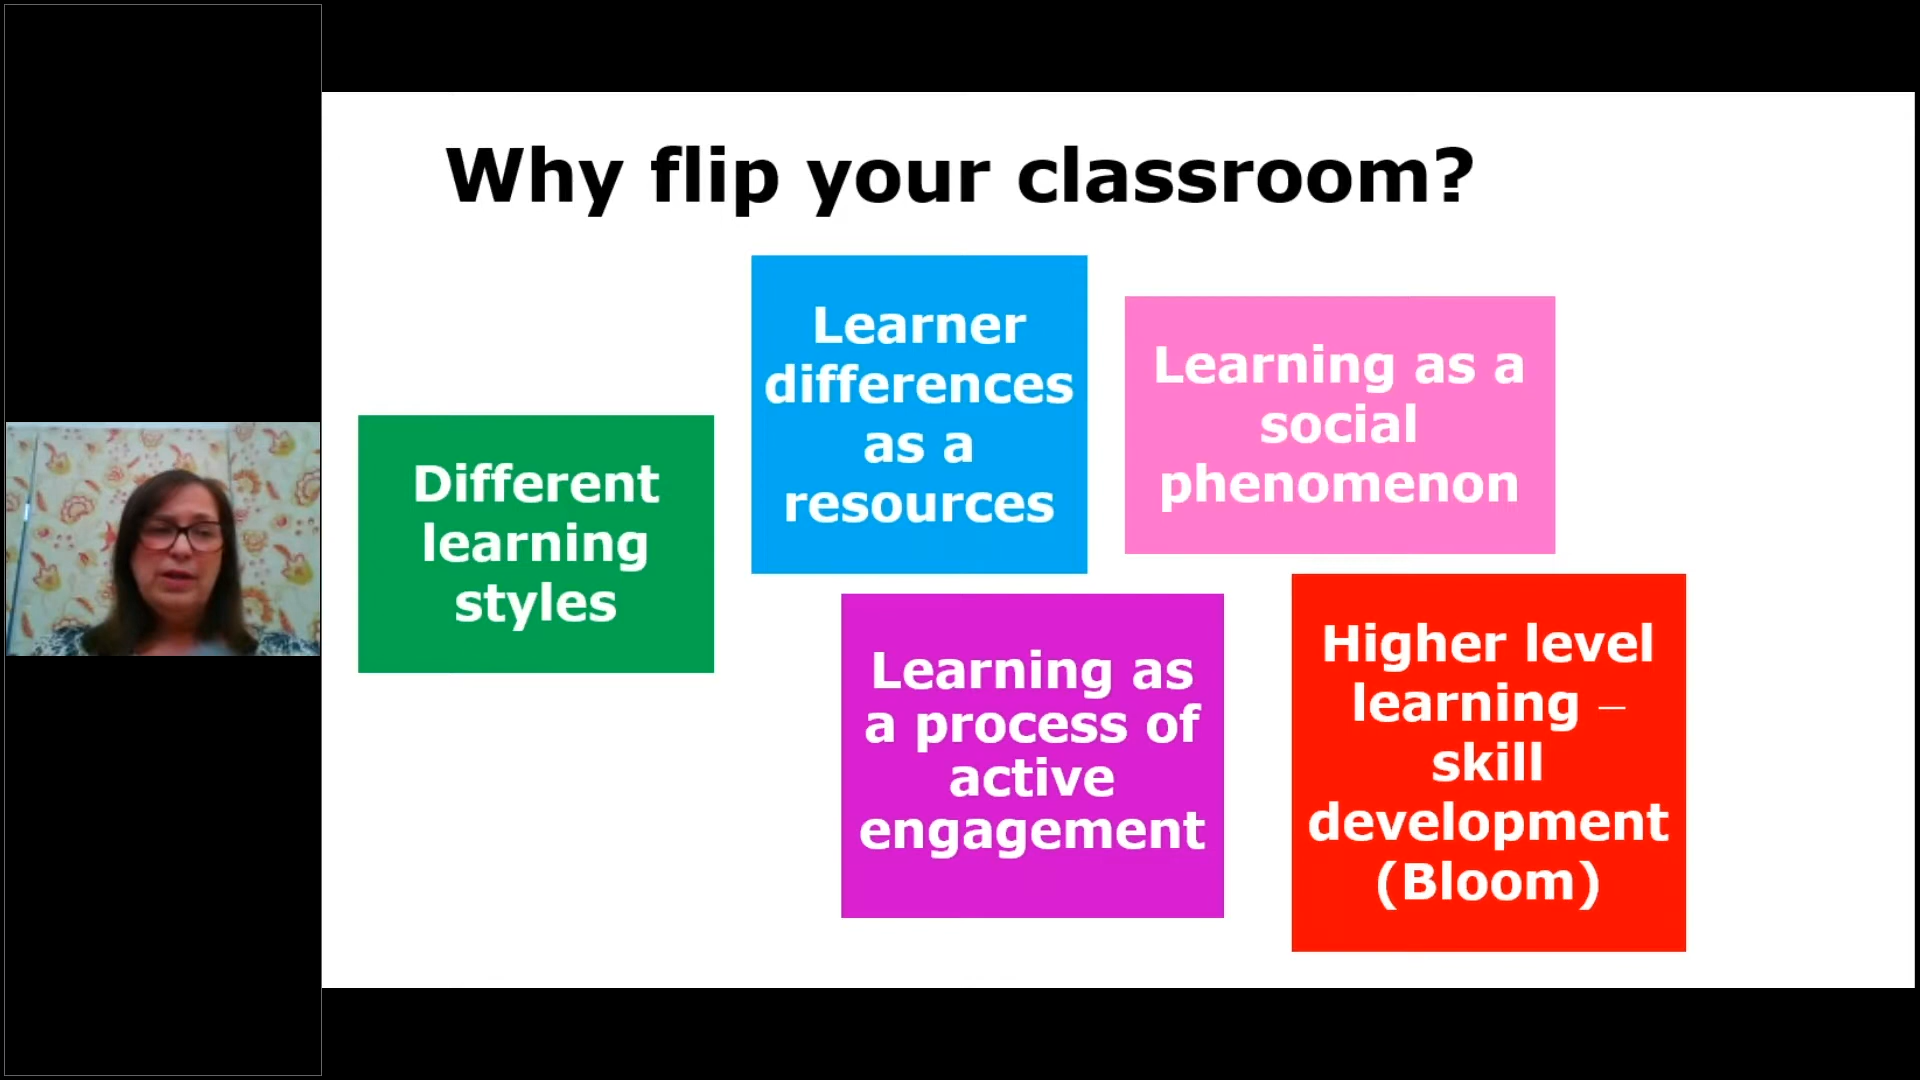 Why flip your classroom?
Different
learning
styles
Learner
differences
as a
resources
Learning as a
social
phenomenon
Learning as
a process of
active
engagement
Higher level
learning –
skill
development
(Bloom)